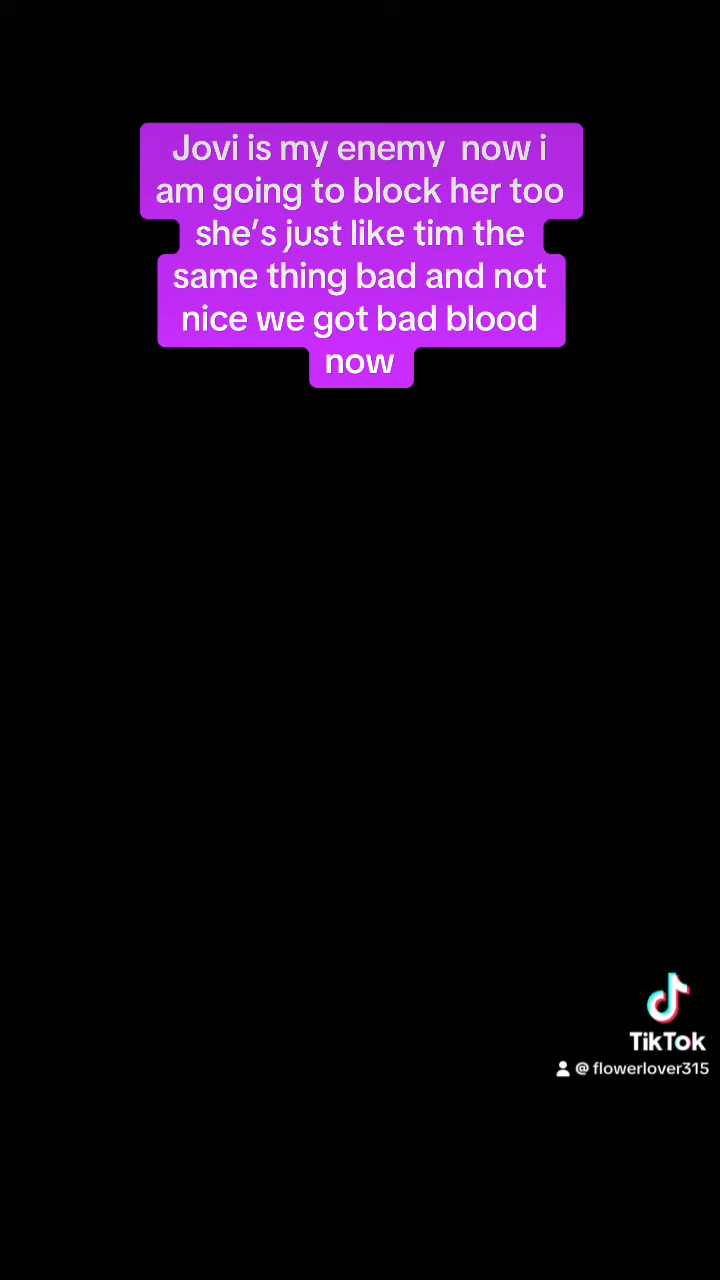 Jovi is my enemy  now i
am going to block her too
she’s just like tim the
same thing bad and not
nice we got bad blood
now
TikTok
@ flowerlover315